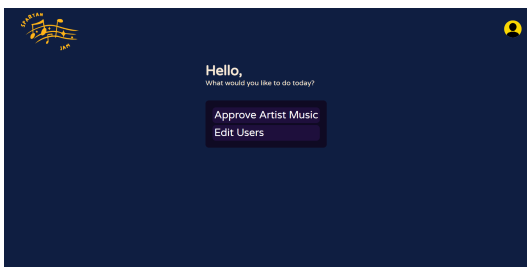 SPARTAN
JAM
Hello,
What would you like to do today?
Approve Artist Music
Edit Users